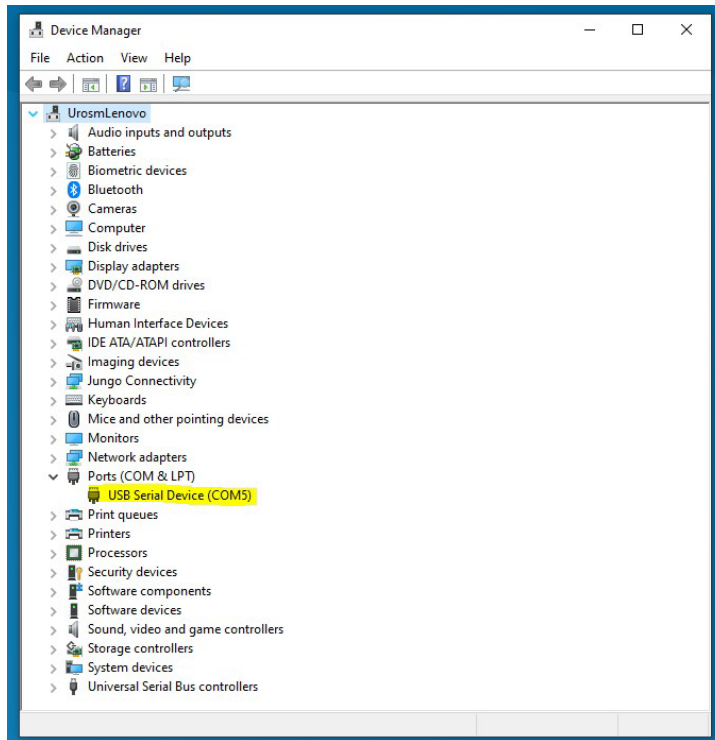 Device Manager
File Action View Help
UrosmLenovo
Audio inputs and outputs
Batteries
Biometric devices
Bluetooth
Cameras
Computer
Disk drives
Display adapters
DVD/CD-ROM drives
Firmware
Human Interface Devices
IDE ATA/ATAPI controllers
Imaging devices
Jungo Connectivity
Keyboards
Mice and other pointing devices
Monitors
Network adapters
Ports (COM & LPT)
USB Serial Device (COM5)
Print queues
Printers
Processors
Security devices
Software components
Software devices
Sound, video and game controllers
Storage controllers
System devices
Universal Serial Bus controllers